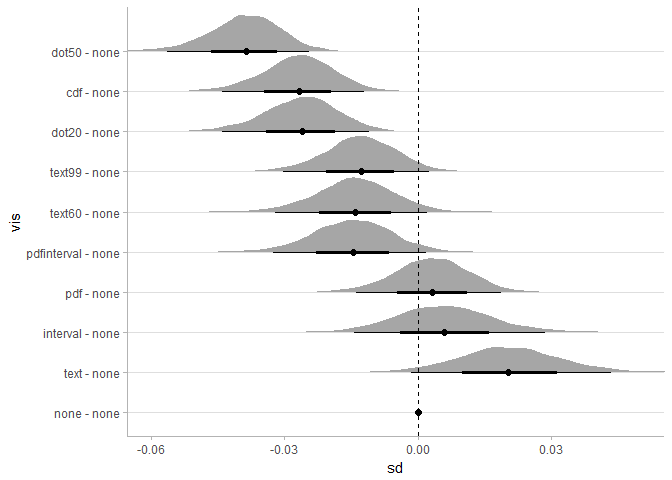 dot50 - none
cdf - none
dot20 - none
text99 - none
text60 - none
pdfinterval - none
pdf - none
interval - none
text - none
none - none
vis
-0.06 -0.03 0.00 0.03
sd